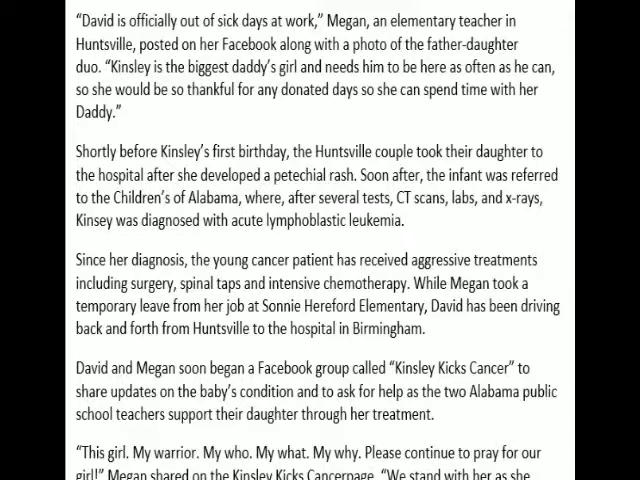 “David is officially out of sick days at work,” Megan, an elementary teacher in
Huntsville, posted on her Facebook along with a photo of the father-daughter
duo. “Kinsley is the biggest daddy’s girl and needs him to be here as often as he can,
so she would be so thankful for any donated days so she can spend time with her
Daddy.”
Shortly before Kinsley’s first birthday, the Huntsville couple took their daughter to
the hospital after she developed a petechial rash. Soon after, the infant was referred
to the Children’s of Alabama, where, after several tests, CT scans, labs, and x-rays,
Kinsey was diagnosed with acute lymphoblastic leukemia.
Since her diagnosis, the young cancer patient has received aggressive treatments
including surgery, spinal taps and intensive chemotherapy. While Megan took a
temporary leave from her job at Sonnie Hereford Elementary, David has been driving
back and forth from Huntsville to the hospital in Birmingham.
David and Megan soon began a Facebook group called “Kinsley Kicks Cancer” to
share updates on the baby’s condition and to ask for help as the two Alabama public
school teachers support their daughter through her treatment.
“This girl. My warrior. My who. My what. My why. Please continue to pray for our
girl!” Megan shared on the Kinsley Kicks Cancerpage. “We stand with her as she